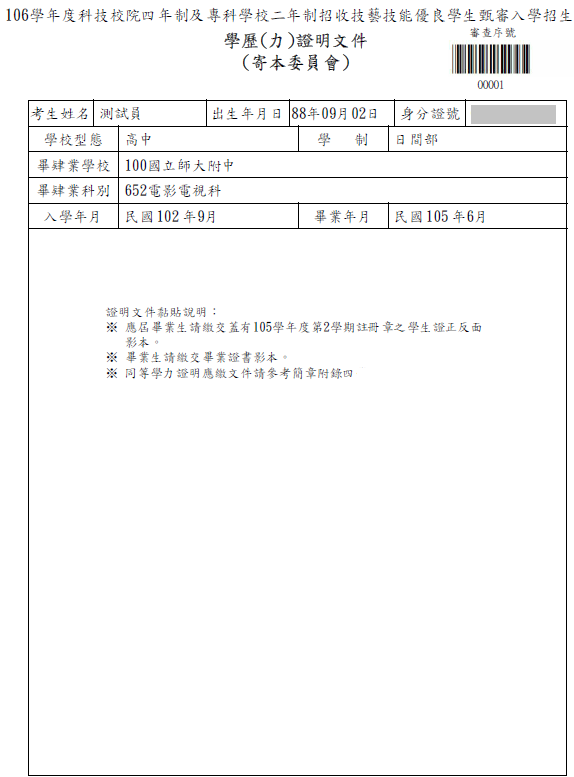 106學年度科技校院四年制及專科學校二年制招收技藝技能優良學生甄審入學招生
學歷(力)證明文件
(寄本委員會)
審查序號
00001
考生姓名 測試員 出生年月日 88年09月02日 身分證號
學校型態 高中 學 制 日間部
畢肄業學校 100國立師大附中
畢肄業科別 652電影電視科
入學年月 民國102年9月 畢業年月 民國105年6月
證明文件黏貼說明：
※ 應屆畢業生請繳交蓋有105學年度第2學期註冊章之學生證正反面
影本。
※ 畢業生請繳交畢業證書影本。
※ 同等學力證明應繳文件請參考簡章附錄四